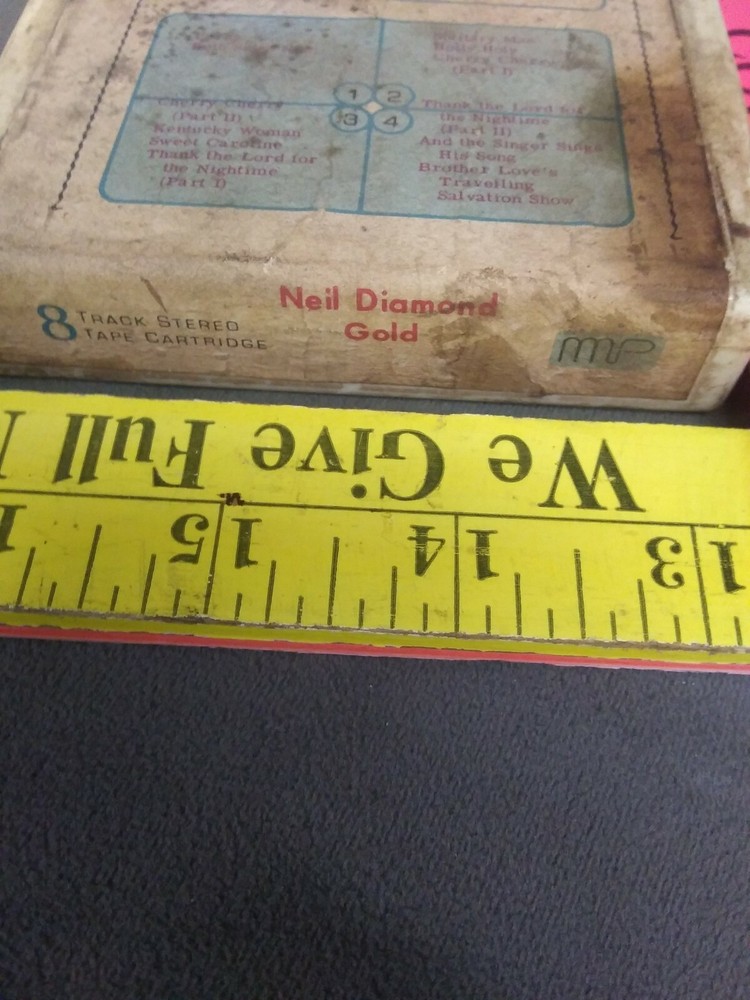 Holly Holy
Cherry Cherry
(Part I)
1 2
3 4
Cherry Cherry
(Part II)
Kentucky Woman
Sweet Caroline
Thank the Lord for
the Nightime
(Part I)
Thank the Lord for
the Nightime
(Part II)
And the Singer Sings
His Song
Brother Love's
Travelling
Salvation Show
8 TRACK STEREO
TAPE CARTRIDGE
Neil Diamond
Gold
MP
We Give Full
13
14
15